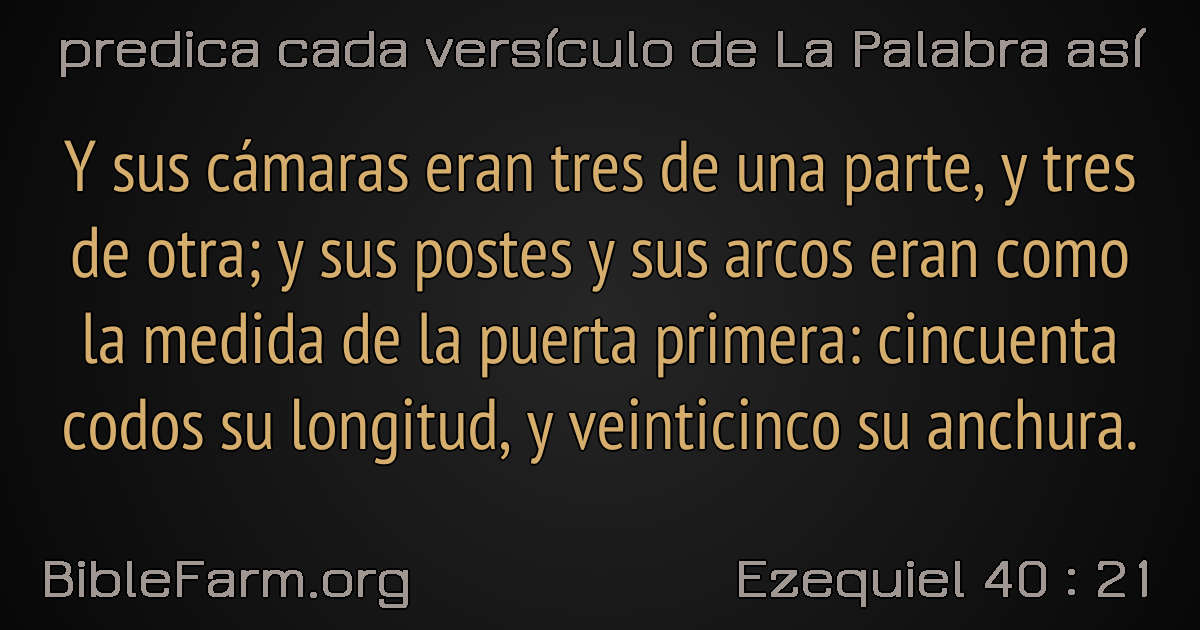 predica cada versículo de La Palabra así
Y sus cámaras eran tres de una parte, y tres
de otra; y sus postes y sus arcos eran como
la medida de la puerta primera: cincuenta
codos su longitud, y veinticinco su anchura.
BibleFarm.org
Ezequiel 40 : 21